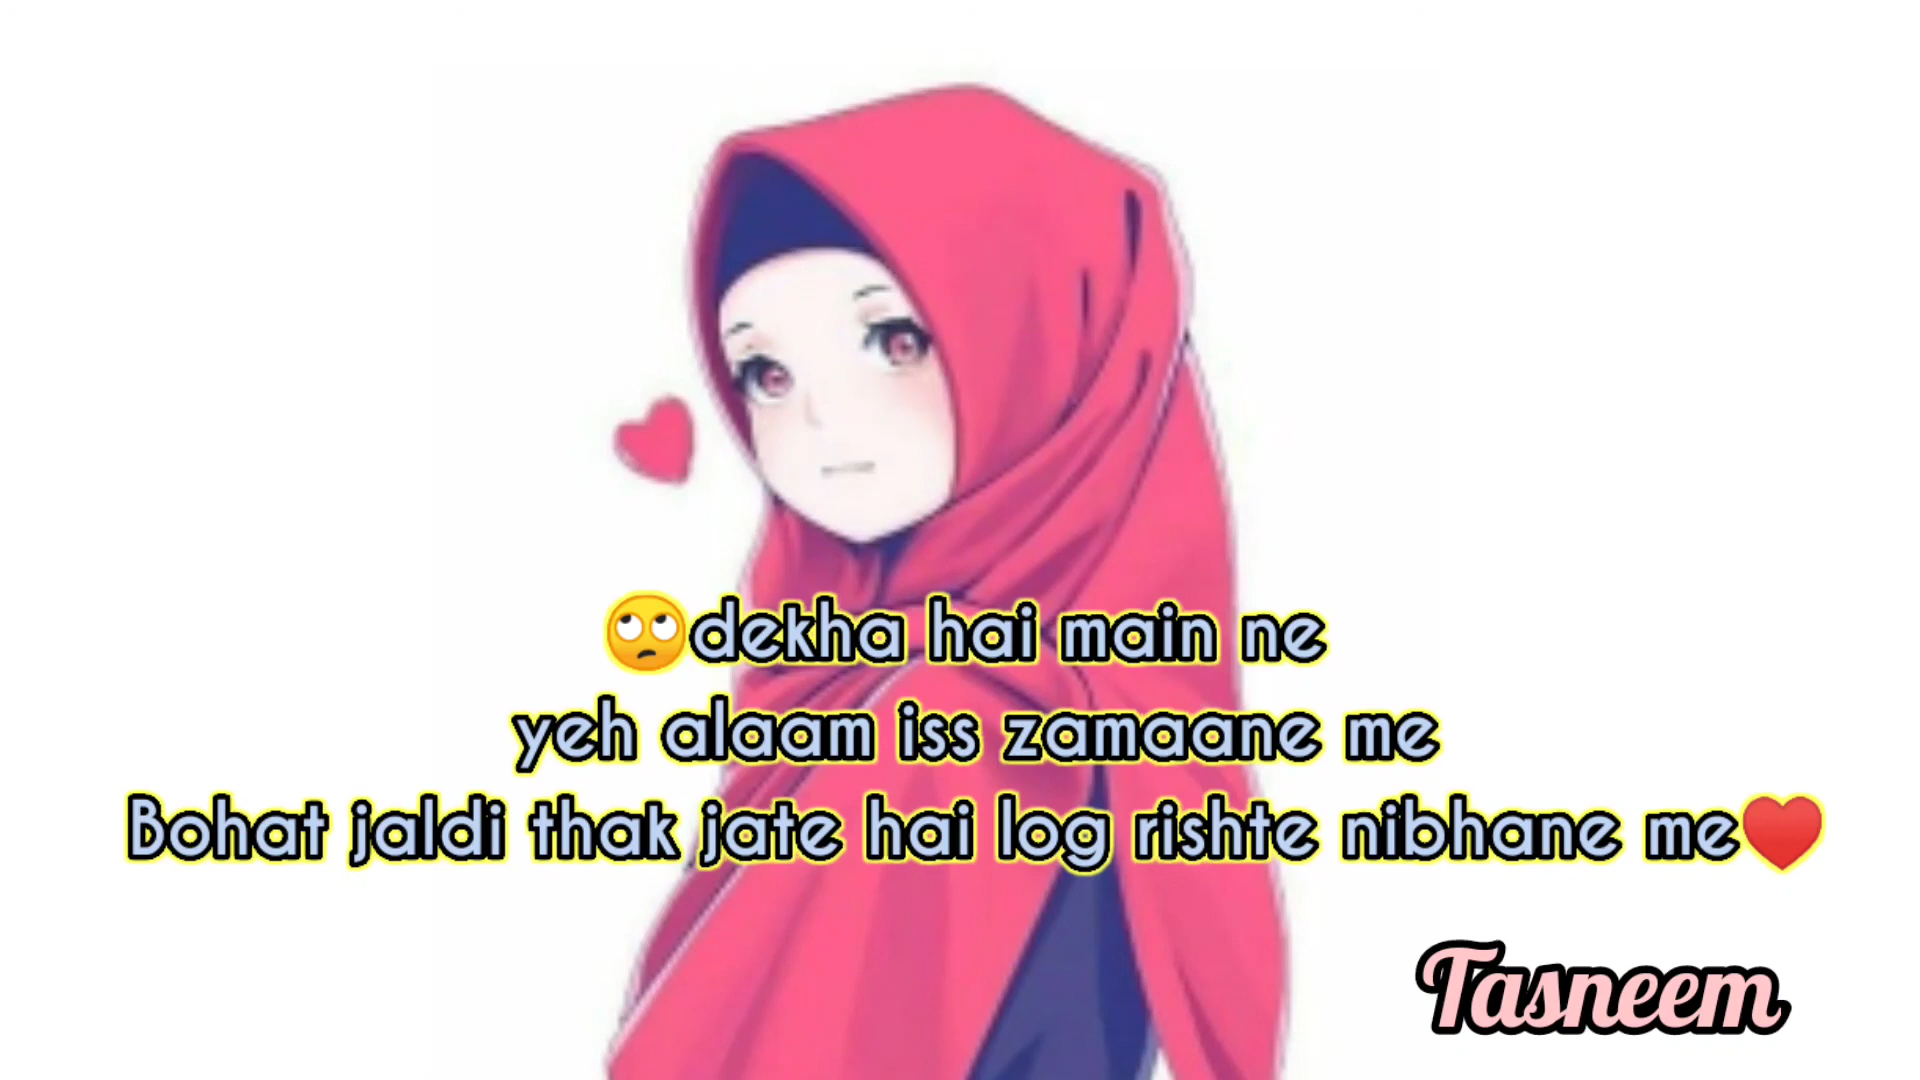 🙄dekha hai main ne
yeh alaam iss zamaane me
Bohat jaldi thak jate hai log rishte nibhane me♥️
Tasneem